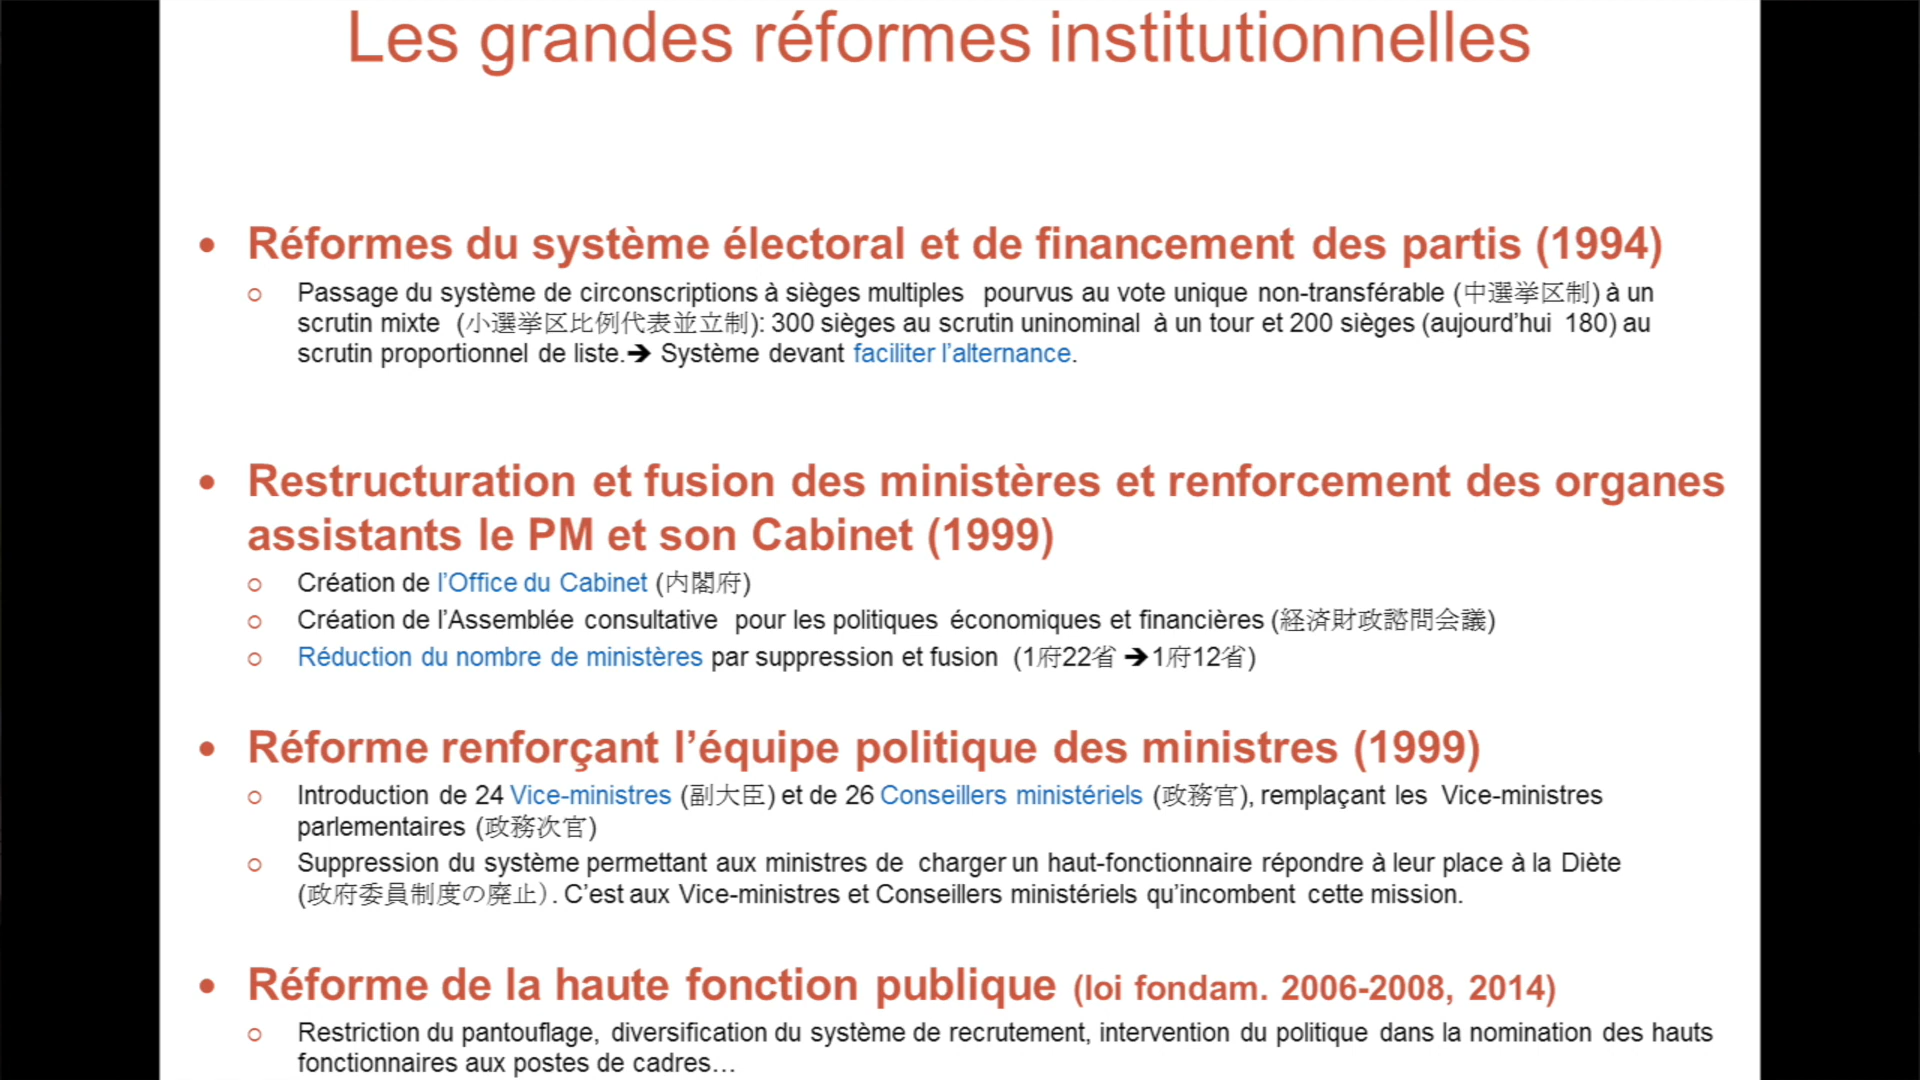 Les grandes réformes institutionnelles
• Réformes du système électoral et de financement des partis (1994)
○ Passage du système de circonscriptions à sièges multiples pourvus au vote unique non-transférable (中選挙区制) à un
scrutin mixte (小選挙区比例代表並立制): 300 sièges au scrutin uninominal à un tour et 200 sièges (aujourd’hui 180) au
scrutin proportionnel de liste.➔ Système devant faciliter l’alternance.
• Restructuration et fusion des ministères et renforcement des organes
assistants le PM et son Cabinet (1999)
○ Création de l’Office du Cabinet (内閣府)
○ Création de l’Assemblée consultative pour les politiques économiques et financières (経済財政諮問会議)
○ Réduction du nombre de ministères par suppression et fusion (1府22省 ➔1府12省)
• Réforme renforçant l’équipe politique des ministres (1999)
○ Introduction de 24 Vice-ministres (副大臣) et de 26 Conseillers ministériels (政務官), remplaçant les Vice-ministres
parlementaires (政務次官)
○ Suppression du système permettant aux ministres de charger un haut-fonctionnaire répondre à leur place à la Diète
(政府委員制度の廃止）. C’est aux Vice-ministres et Conseillers ministériels qu’incombent cette mission.
• Réforme de la haute fonction publique (loi fondam. 2006-2008, 2014)
○ Restriction du pantouflage, diversification du système de recrutement, intervention du politique dans la nomination des hauts
fonctionnaires aux postes de cadres…